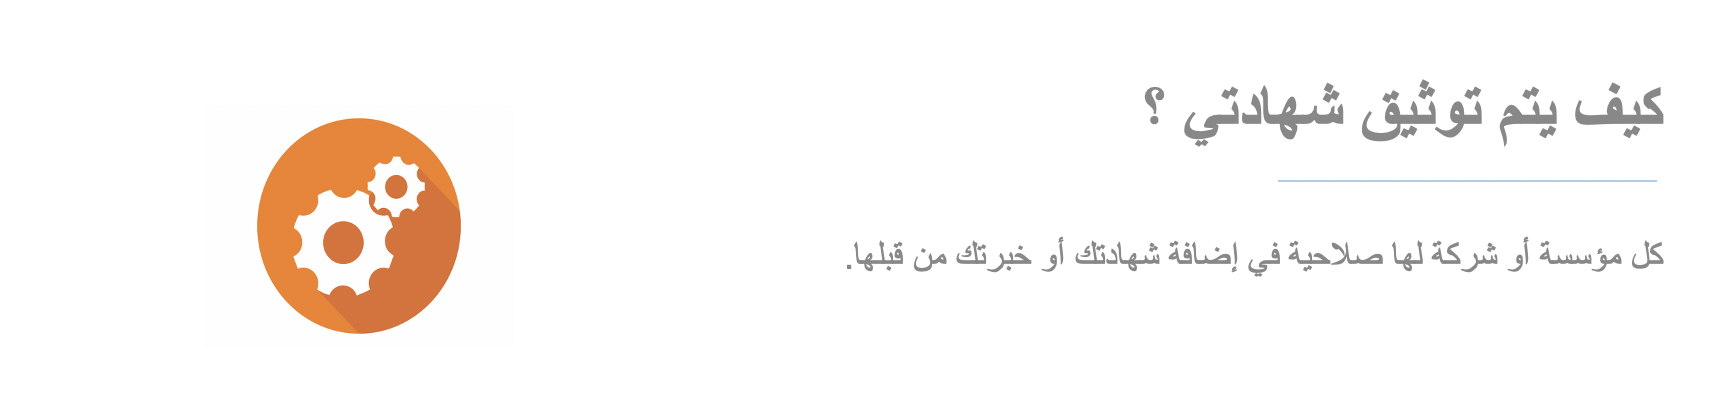 كيف يتم توثيق شهادتي ؟
كل مؤسسة أو شركة لها صلاحية في إضافة شهادتك أو خبرتك من قبلها.